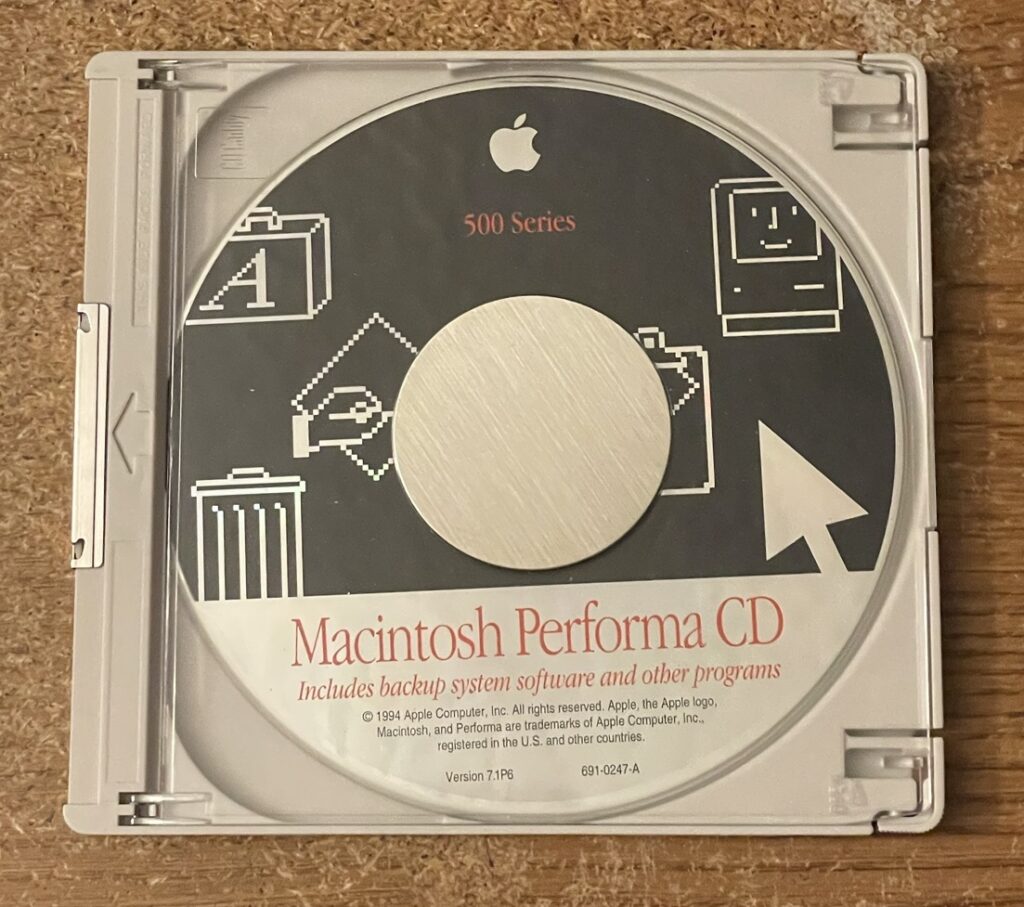 CD Caddy
500 Series
A
Macintosh Performa CD
Includes backup system software and other programs
© 1994 Apple Computer, Inc. All rights reserved. Apple, the Apple logo,
Macintosh, and Performa are trademarks of Apple Computer, Inc.,
registered in the U.S. and other countries.
Version 7.1P6 691-0247-A